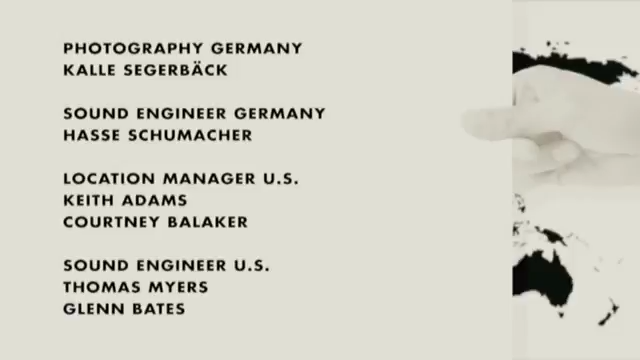 PHOTOGRAPHY GERMANY
KALLE SEGERBÄCK
SOUND ENGINEER GERMANY
HASSE SCHUMACHER
LOCATION MANAGER U.S.
KEITH ADAMS
COURTNEY BALAKER
SOUND ENGINEER U.S.
THOMAS MYERS
GLENN BATES